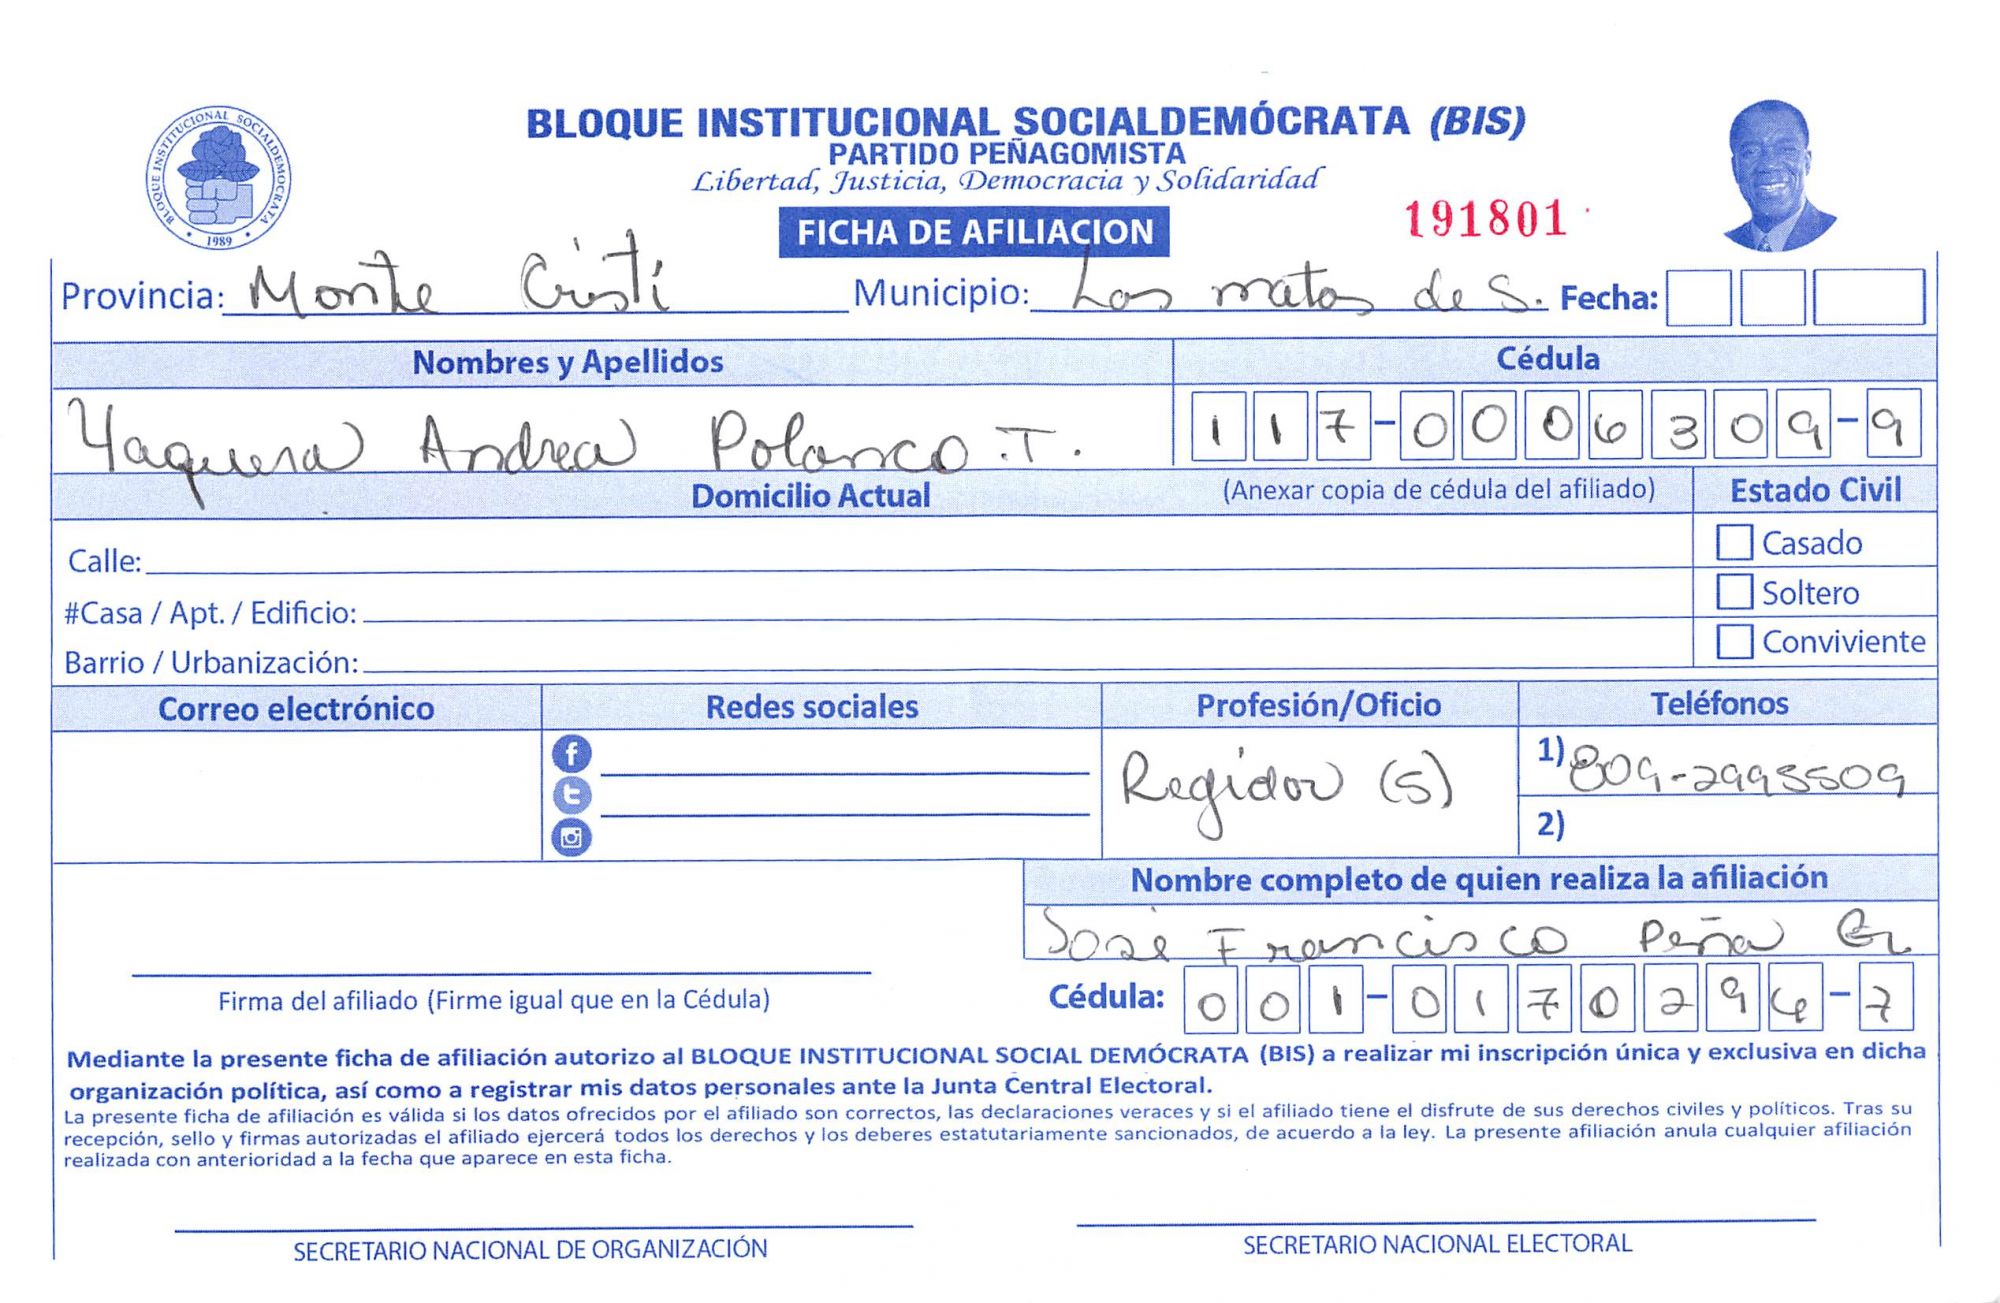 BLOQUE INSTITUCIONAL SOCIALDEMOCRATA
1989
BLOQUE INSTITUCIONAL SOCIALDEMÓCRATA (BIS)
PARTIDO PEÑAGOMISTA
Libertad, Justicia, Democracia y Solidaridad
FICHA DE AFILIACION
191801
Provincia: Monte Cristi Municipio: Las matas de S. Fecha:
Nombres y Apellidos Cédula
Andrea Polanco T. 117-0006309-9
Domicilio Actual (Anexar copia de cédula del afiliado) Estado Civil
Calle: Casado
#Casa / Apt. / Edificio: Soltero
Barrio / Urbanización: Conviviente
Correo electrónico Redes sociales Profesión/Oficio Teléfonos
Regidor (S) 1) 809-2995509
2)
Nombre completo de quien realiza la afiliación
José Francisco Peña G
Firma del afiliado (Firme igual que en la Cédula) Cédula: 001-0170296-7
Mediante la presente ficha de afiliación autorizo al BLOQUE INSTITUCIONAL SOCIAL DEMÓCRATA (BIS) a realizar mi inscripción única y exclusiva en dicha
organización política, así como a registrar mis datos personales ante la Junta Central Electoral.
La presente ficha de afiliación es válida si los datos ofrecidos por el afiliado son correctos, las declaraciones veraces y si el afiliado tiene el disfrute de sus derechos civiles y políticos. Tras su
recepción, sello y firmas autorizadas el afiliado ejercerá todos los derechos y los deberes estatutariamente sancionados, de acuerdo a la ley. La presente afiliación anula cualquier afiliación
realizada con anterioridad a la fecha que aparece en esta ficha.
SECRETARIO NACIONAL DE ORGANIZACIÓN SECRETARIO NACIONAL ELECTORAL